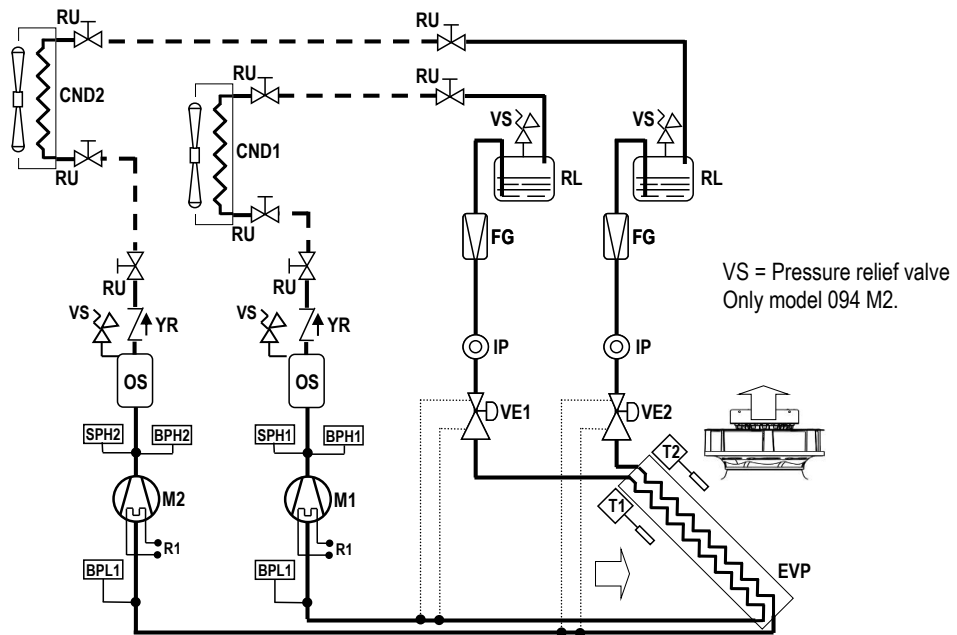 RU
RU
CND2
RU
RU
VS
VS
CND1
RL
RL
RU
RU
FG
FG
VS = Pressure relief valve
Only model 094 M2.
RU
RU
VS
YR
VS
YR
IP
IP
OS
OS
VE1
VE2
SPH2
BPH2
SPH1
BPH1
T2
M2
M1
T1
R1
R1
BPL1
BPL1
EVP